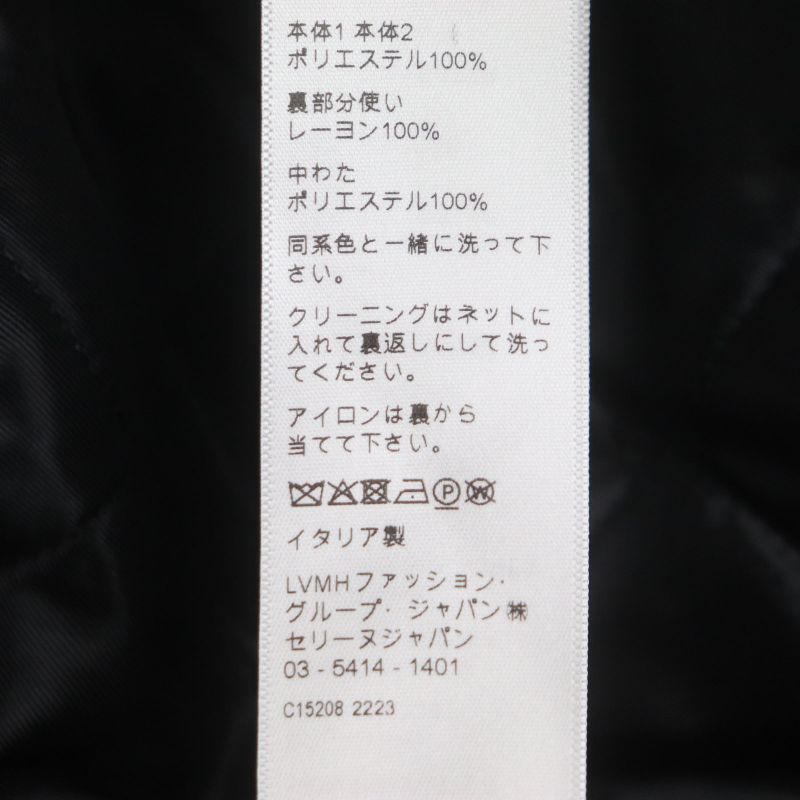 本体1 本体2
ポリエステル100%
裏部分使い
レーヨン100%
中わた
ポリエステル100%
同系色と一緒に洗って下
さい。
クリーニングはネットに
入れて裏返しにして洗っ
てください。
アイロンは裏から
当てて下さい。
P W
イタリア製
LVMHファッション・
グループ・ジャパン㈱
セリーヌジャパン
03 - 5414 - 1401
C15208 2223